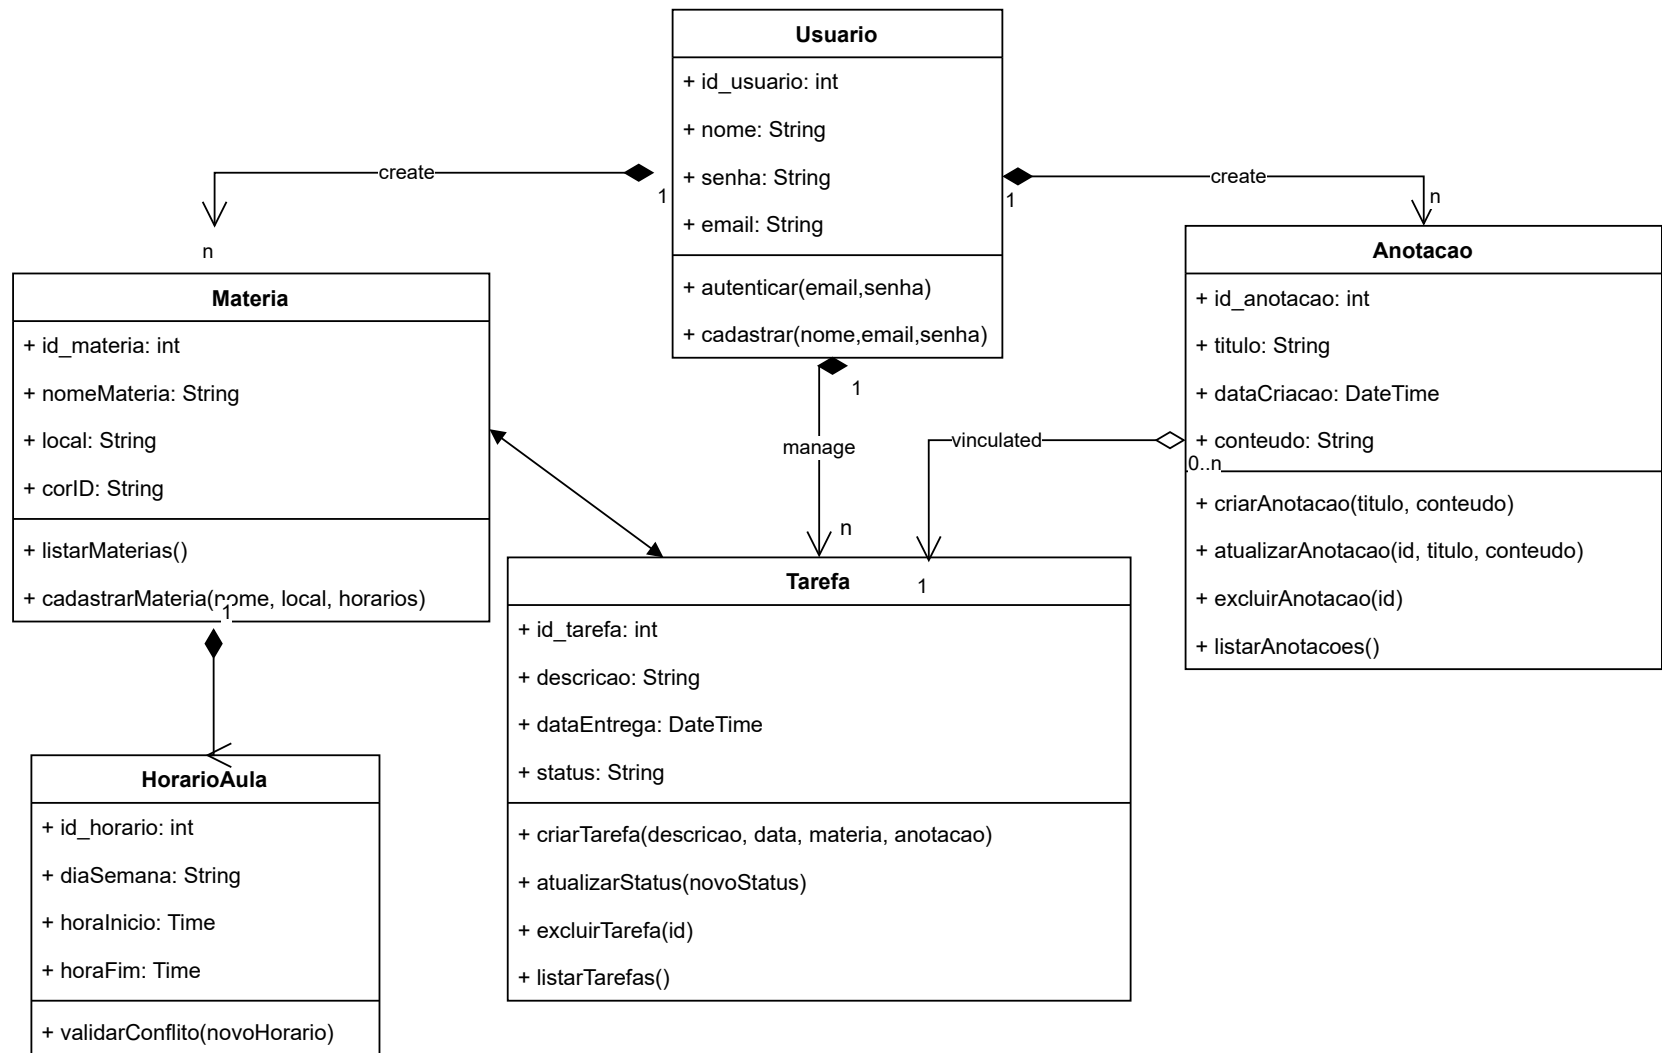 Usuario
+ id_usuario: int
+ nome: String
+ senha: String
+ email: String
+ autenticar(email,senha)
+ cadastrar(nome,email,senha)
create
1
n
create
1
n
Materia
+ id_materia: int
+ nomeMateria: String
+ local: String
+ corID: String
+ listarMaterias()
+ cadastrarMateria(nome, local, horarios)
1
manage
1
n
vinculated
0..n
1
Anotacao
+ id_anotacao: int
+ titulo: String
+ dataCriacao: DateTime
+ conteudo: String
+ criarAnotacao(titulo, conteudo)
+ atualizarAnotacao(id, titulo, conteudo)
+ excluirAnotacao(id)
+ listarAnotacoes()
Tarefa
+ id_tarefa: int
+ descricao: String
+ dataEntrega: DateTime
+ status: String
+ criarTarefa(descricao, data, materia, anotacao)
+ atualizarStatus(novoStatus)
+ excluirTarefa(id)
+ listarTarefas()
HorarioAula
+ id_horario: int
+ diaSemana: String
+ horaInicio: Time
+ horaFim: Time
+ validarConflito(novoHorario)